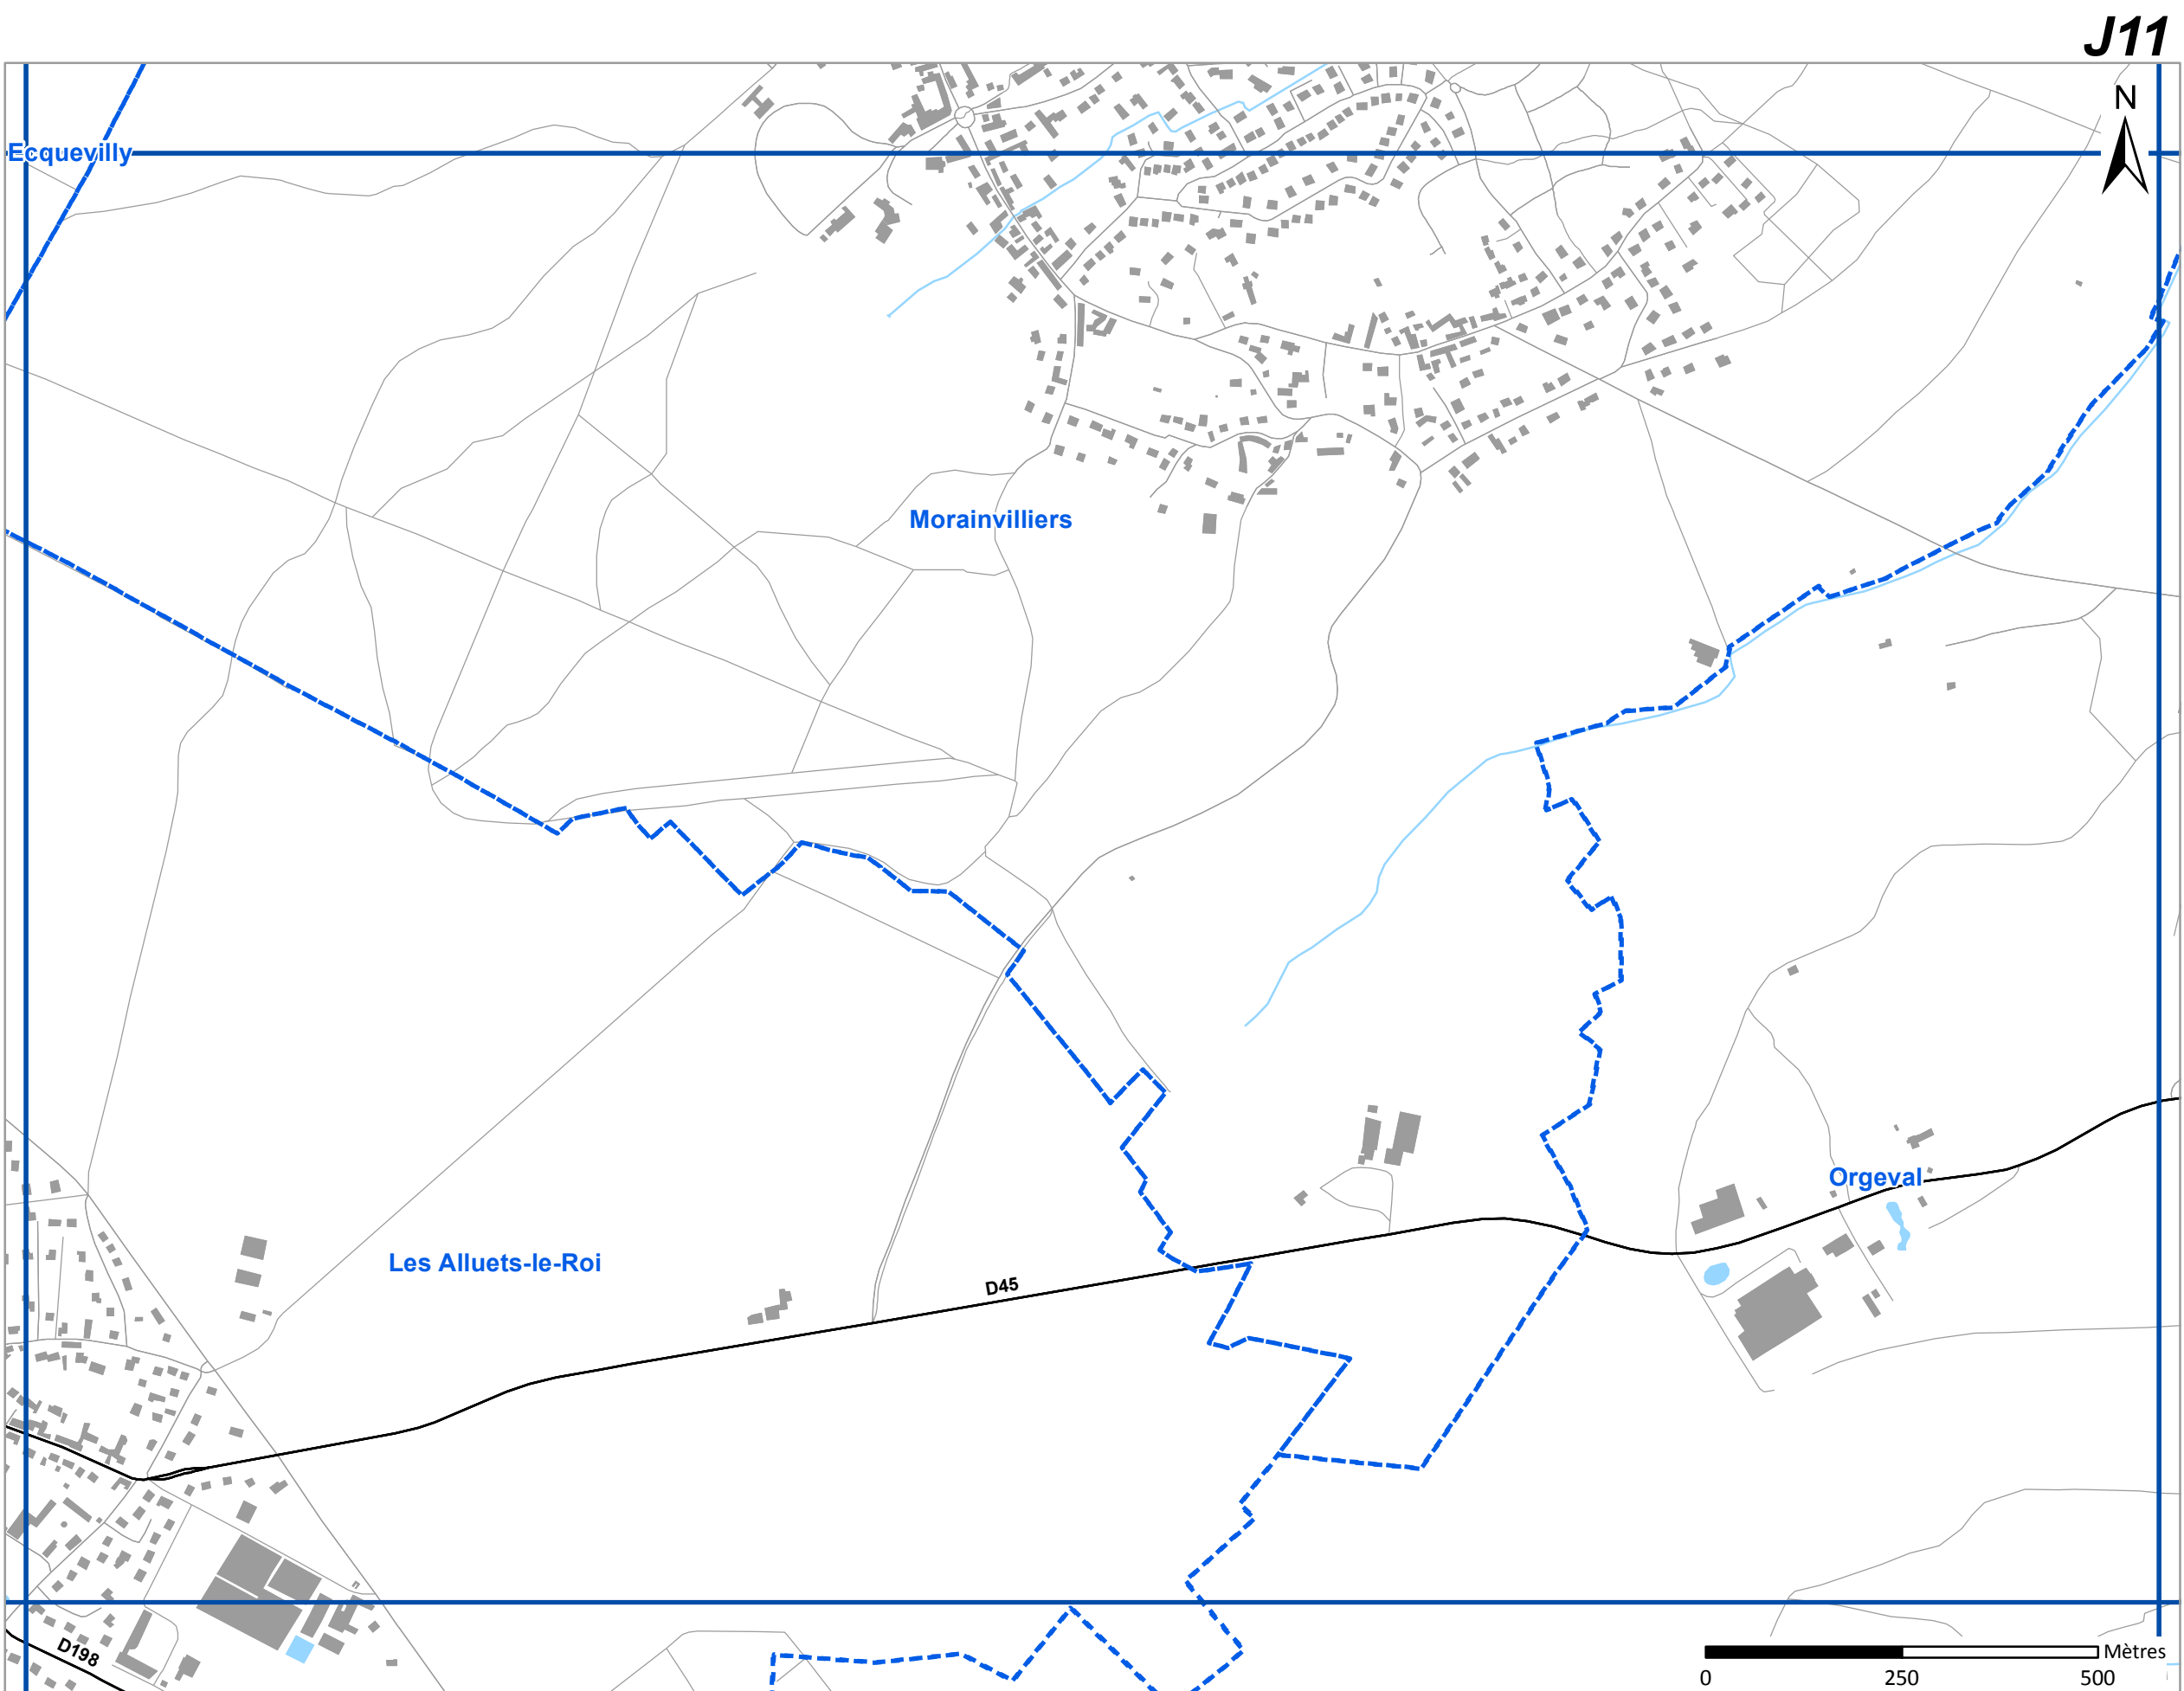 J11
N
Ecquevilly
Morainvilliers
Orgeval
Les Alluets-le-Roi
D45
D198
Mètres
0 250 500